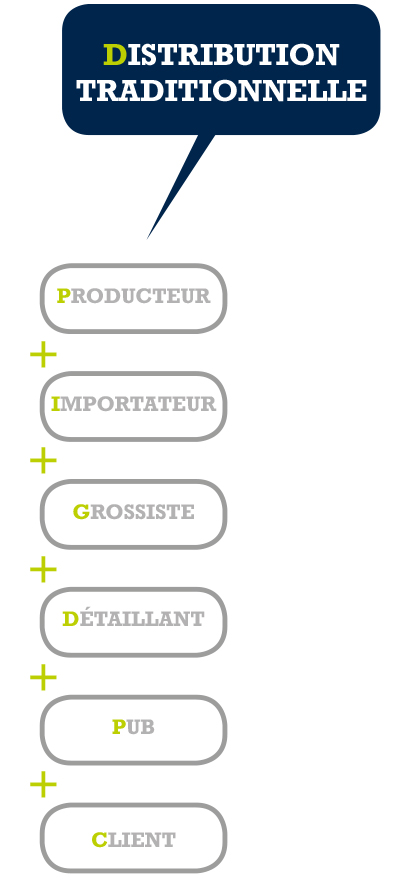 DISTRIBUTION
TRADITIONNELLE
PRODUCTEUR
+
IMPORTATEUR
+
GROSSISTE
+
DÉTAILLANT
+
PUB
+
CLIENT